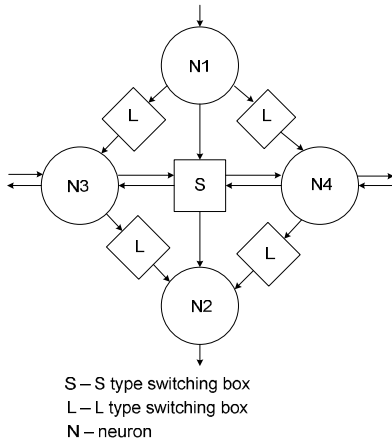 N1
L L
N3 S N4
L L
N2
S – S type switching box
L – L type switching box
N – neuron